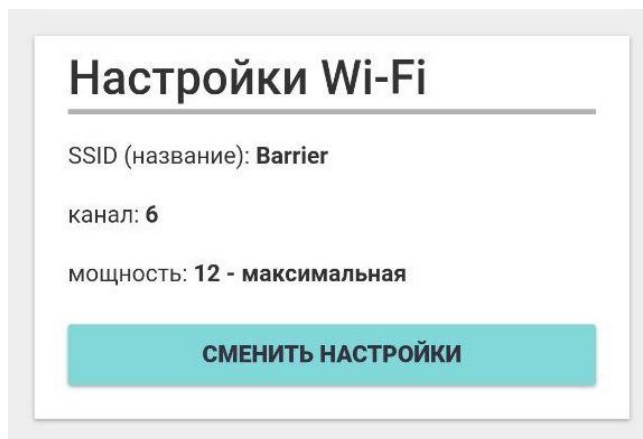 Настройки Wi-Fi
SSID (название): Barrier
канал: 6
мощность: 12 - максимальная
СМЕНИТЬ НАСТРОЙКИ